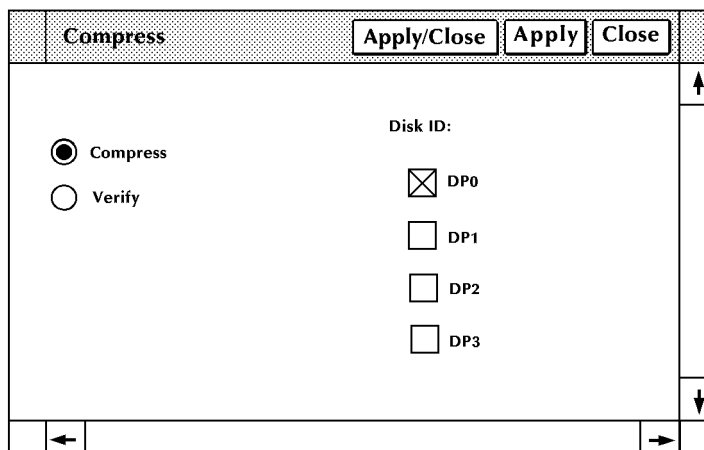 Compress Apply/Close Apply Close
Disk ID:
Compress
Verify
DP0
DP1
DP2
DP3